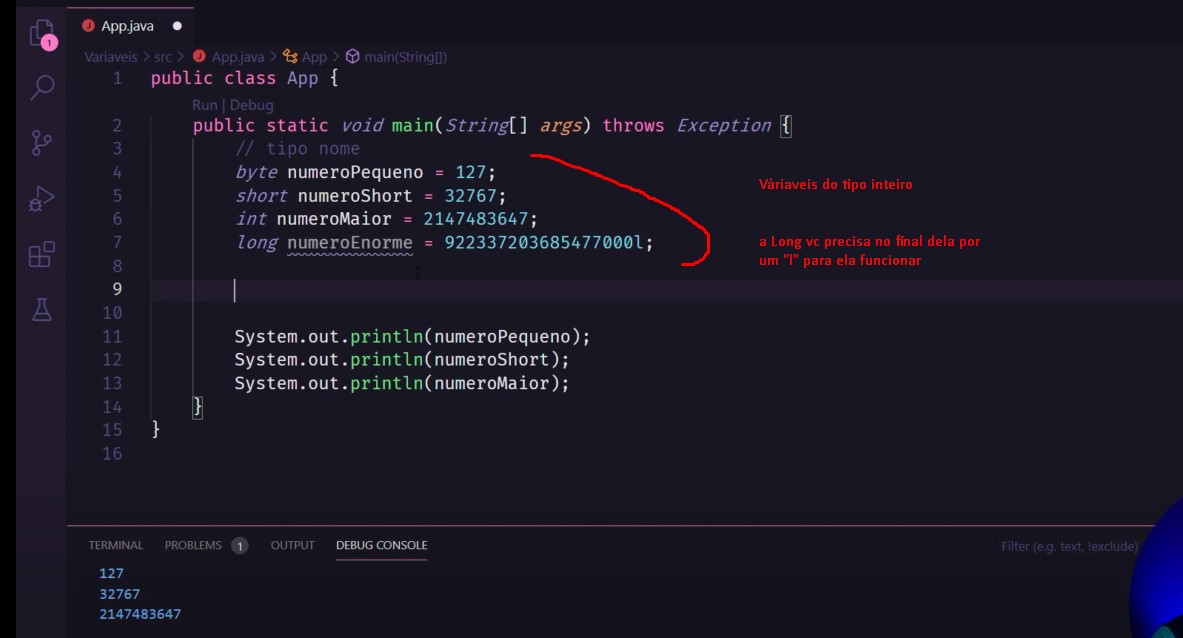 App.java
1
Variaveis > src > App.java > App > main(String[])
1 public class App {
Run | Debug
2 public static void main(String[] args) throws Exception {
3 // tipo nome
4 byte numeroPequeno = 127;
5 short numeroShort = 32767;
6 int numeroMaior = 2147483647;
7 long numeroEnorme = 922337203685477000l;
Váriaveis do tipo inteiro
a Long vc precisa no final dela por
um "l" para ela funcionar
8
9
10
11 System.out.println(numeroPequeno);
12 System.out.println(numeroShort);
13 System.out.println(numeroMaior);
14 }
15 }
16
TERMINAL PROBLEMS 1 OUTPUT DEBUG CONSOLE Filter (e.g. text, !exclude)
127
32767
2147483647